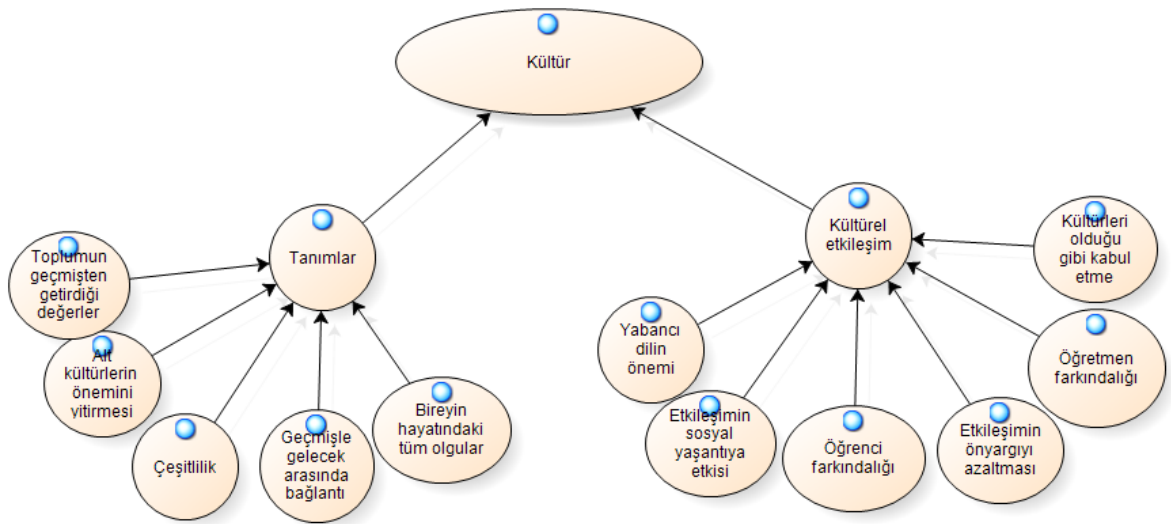 Kültür
Tanımlar
Kültürel
etkileşim
Toplumun
geçmişten
getirdiği
değerler
Alt
kültürlerin
önemini
yitirmesi
Çeşitlilik
Geçmişle
gelecek
arasında
bağlantı
Bireyin
hayatındaki
tüm olgular
Yabancı
dilin
önemi
Etkileşimin
sosyal
yaşantıya
etkisi
Öğrenci
farkındalığı
Etkileşimin
önyargıyı
azaltması
Öğretmen
farkındalığı
Kültürleri
olduğu
gibi kabul
etme